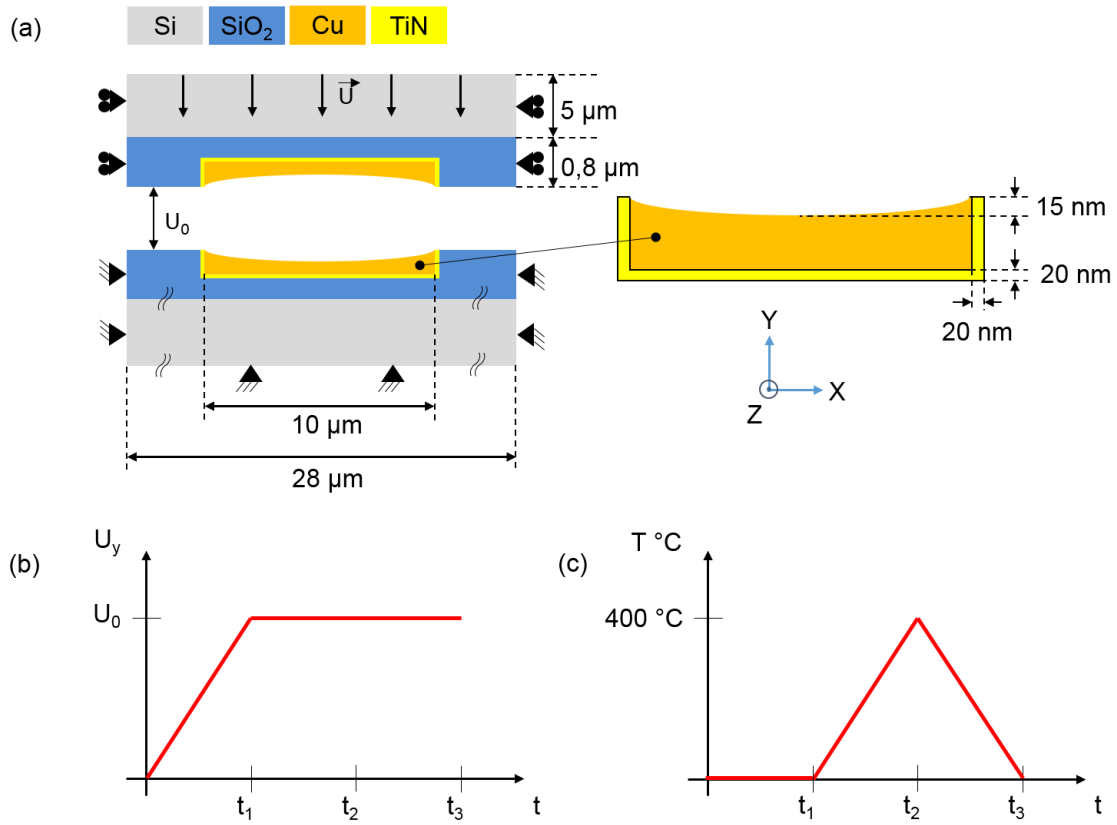 (a)
Si SiO₂ Cu TiN
U
5 µm
0,8 µm
U₀
15 nm
20 nm
20 nm
Y
X
Z
10 µm
28 µm
(b)
U_y
U₀
t₁ t₂ t₃ t
(c)
T °C
400 °C
t₁ t₂ t₃ t